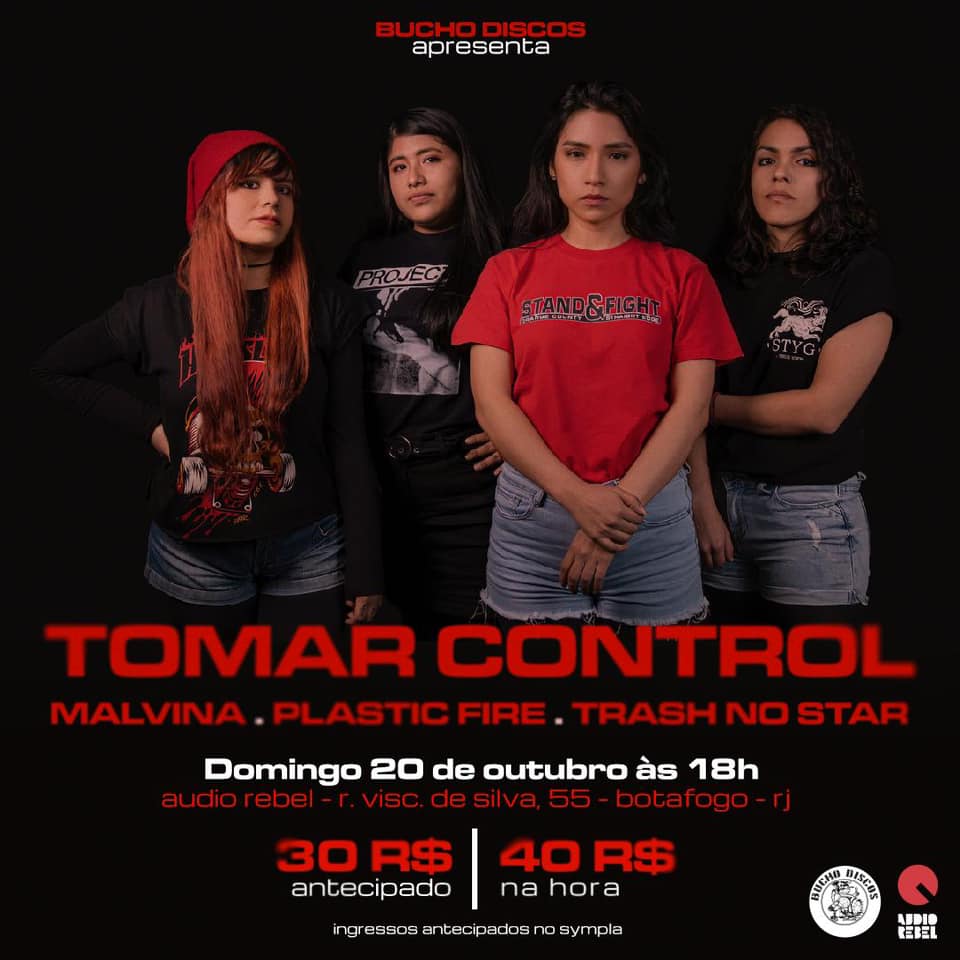 BUCHO DISCOS
apresenta
PROJECT
STAND&FIGHT
STYG
TOMAR CONTROL
MALVINA . PLASTIC FIRE . TRASH NO STAR
Domingo 20 de outubro às 18h
audio rebel - r. visc. de silva, 55 - botafogo - rj
30 R$ | 40 R$
antecipado na hora
ingressos antecipados no sympla
BUCHO DISCOS
AUDIO
REBEL